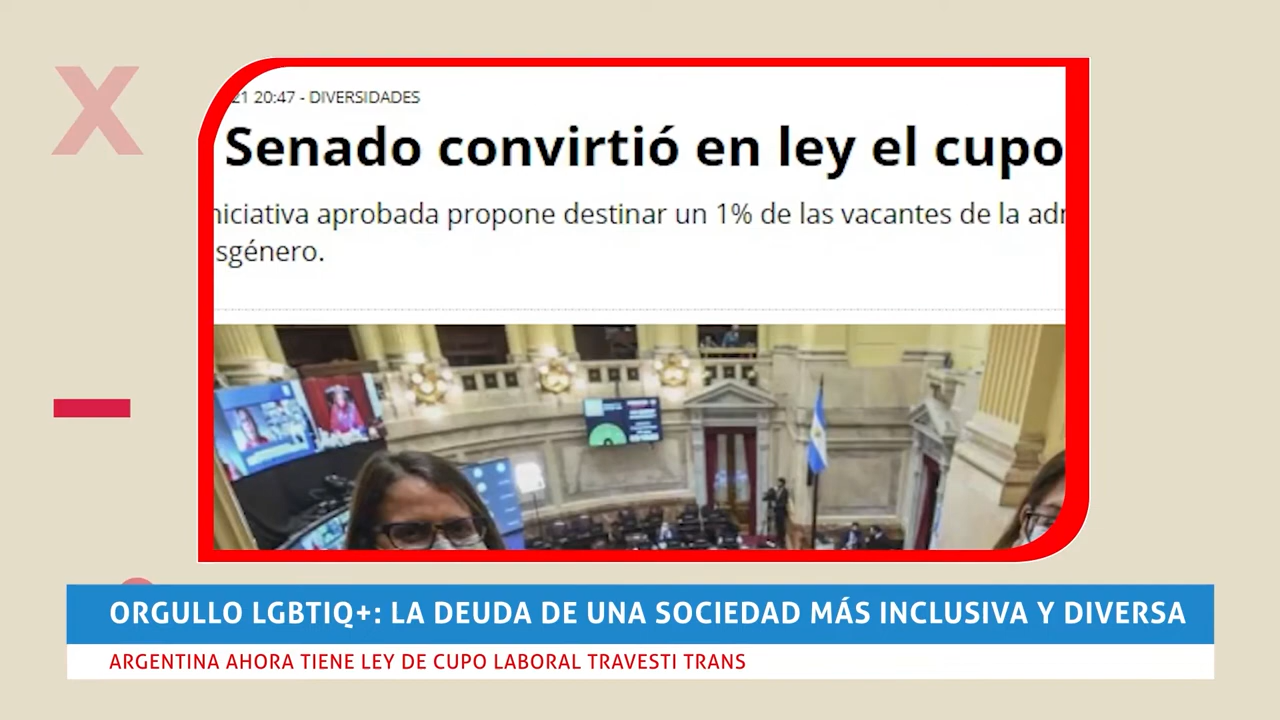 21 20:47 - DIVERSIDADES
Senado convirtió en ley el cupo
niciativa aprobada propone destinar un 1% de las vacantes de la adm
sgénero.
ORGULLO LGBTIQ+: LA DEUDA DE UNA SOCIEDAD MÁS INCLUSIVA Y DIVERSA
ARGENTINA AHORA TIENE LEY DE CUPO LABORAL TRAVESTI TRANS